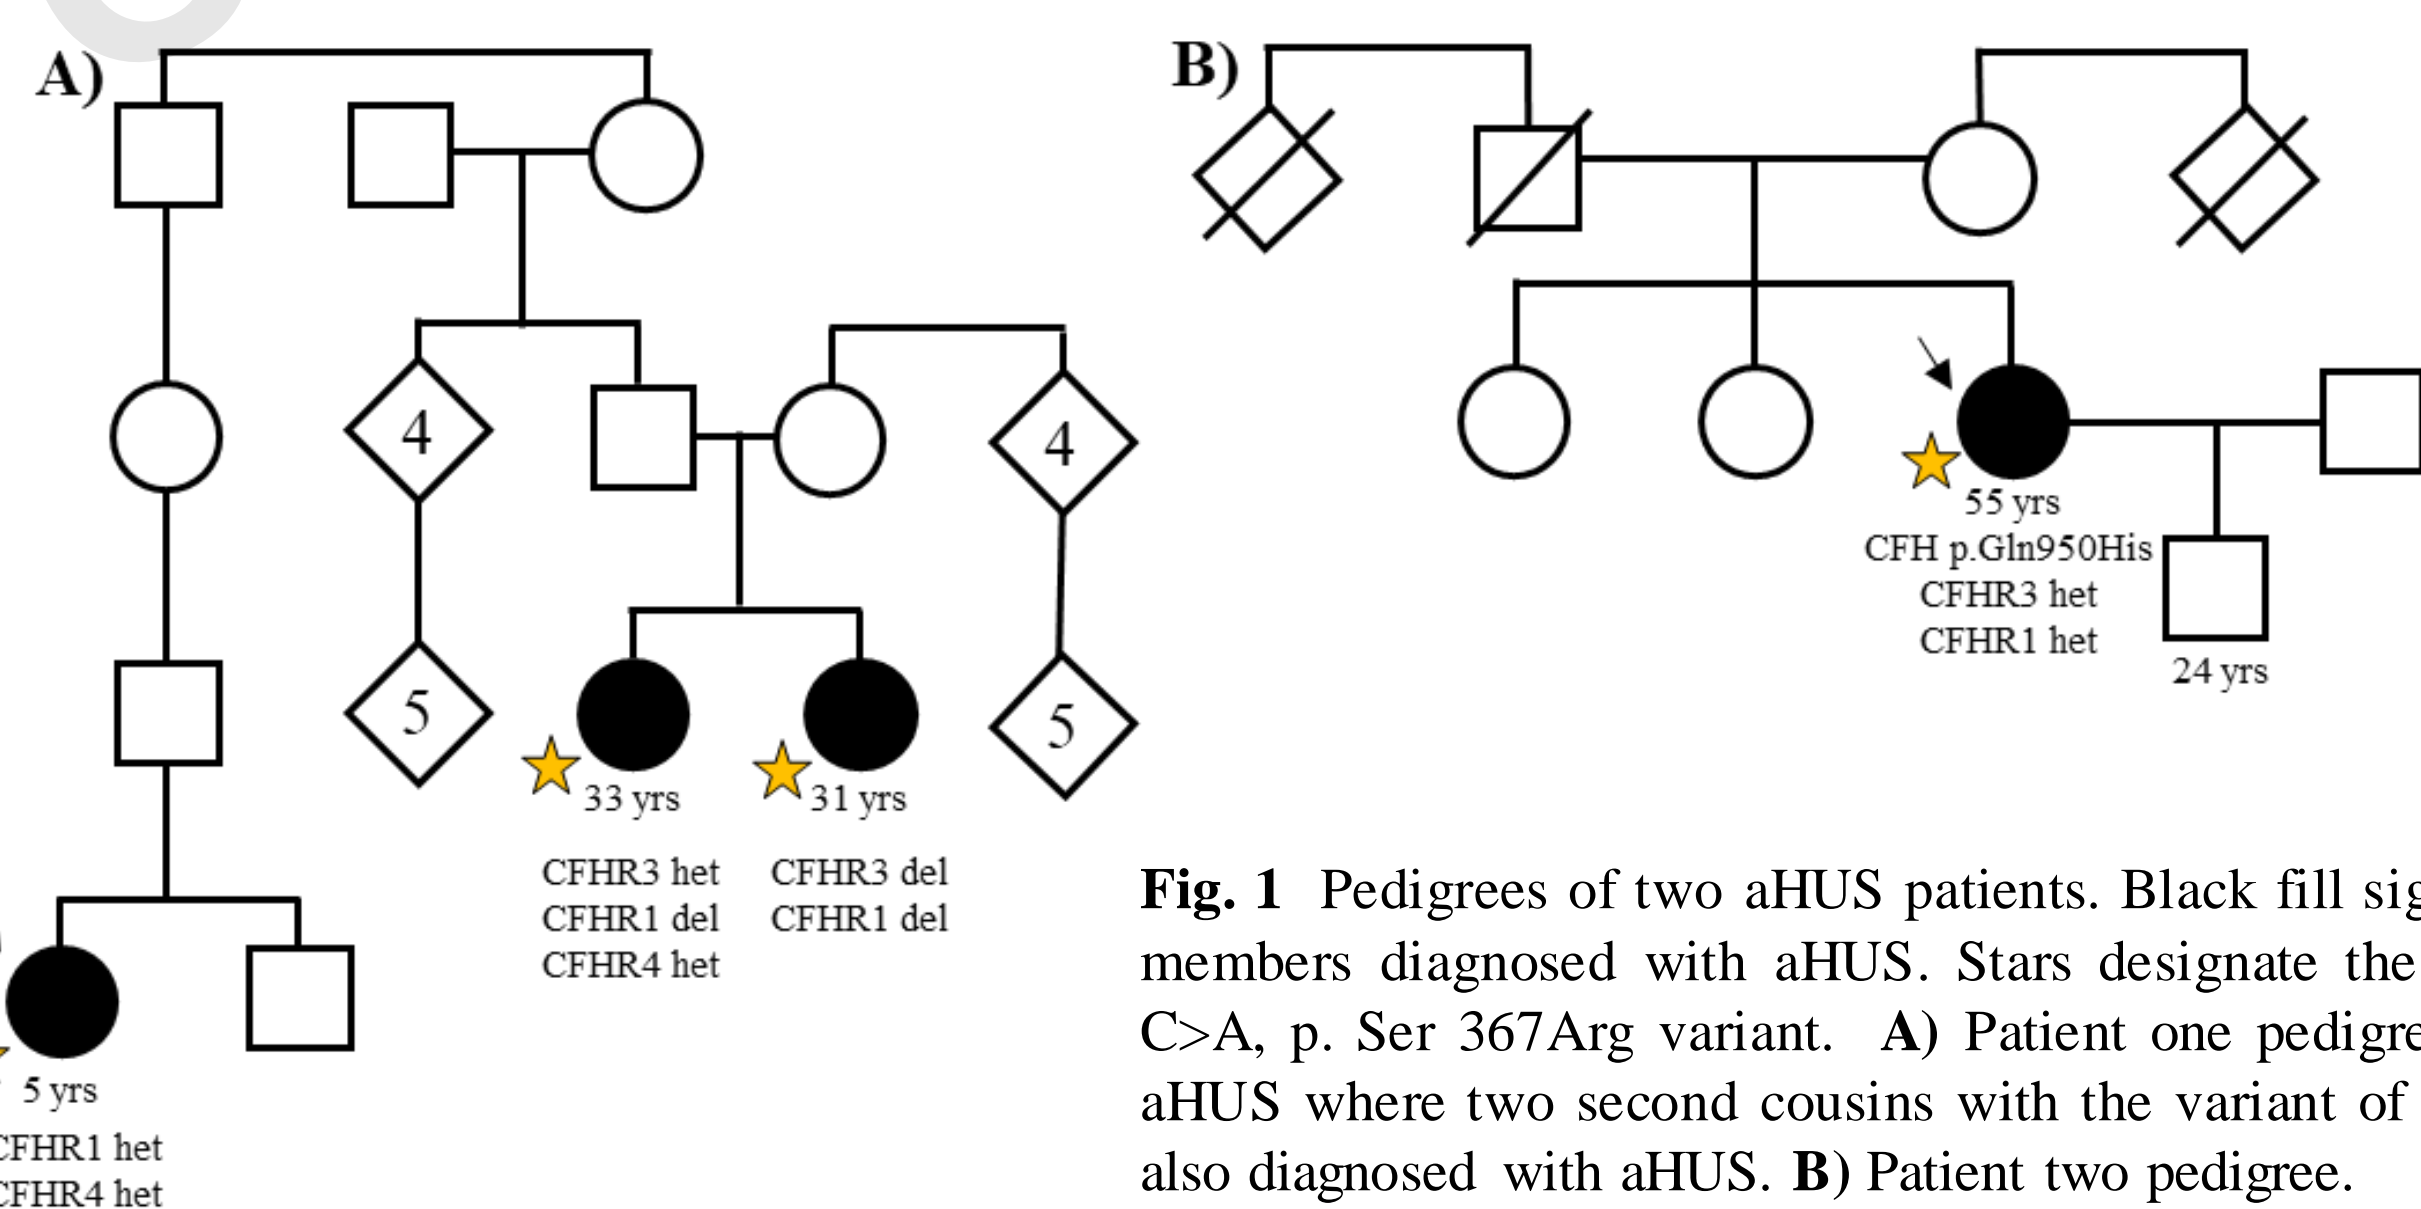 A)
B)
4
4
5
5
33 yrs
CFHR3 het
CFHR1 del
CFHR4 het
31 yrs
CFHR3 del
CFHR1 del
5 yrs
CFHR1 het
CFHR4 het
55 yrs
CFH p.Gln950His
CFHR3 het
CFHR1 het
24 yrs
Fig. 1 Pedigrees of two aHUS patients. Black fill sig
members diagnosed with aHUS. Stars designate the
C>A, p. Ser 367Arg variant. A) Patient one pedigre
aHUS where two second cousins with the variant of
also diagnosed with aHUS. B) Patient two pedigree.